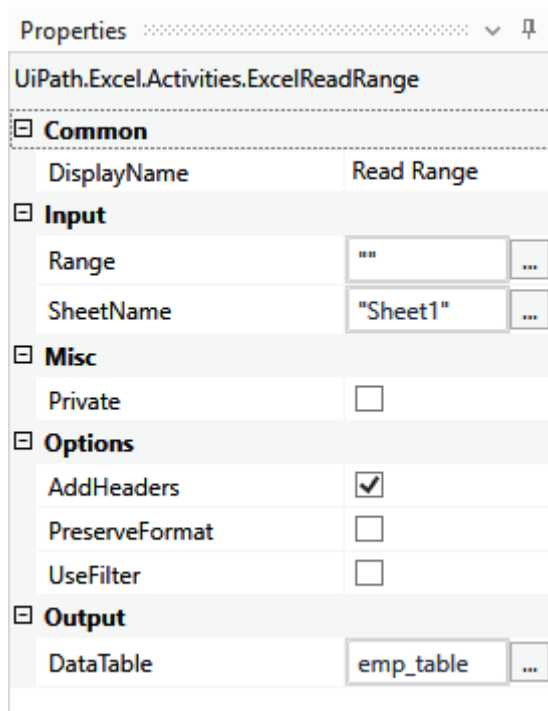 Properties
UiPath.Excel.Activities.ExcelReadRange
Common
DisplayName Read Range
Input
Range "" ...
SheetName "Sheet1" ...
Misc
Private
Options
AddHeaders
PreserveFormat
UseFilter
Output
DataTable emp_table ...